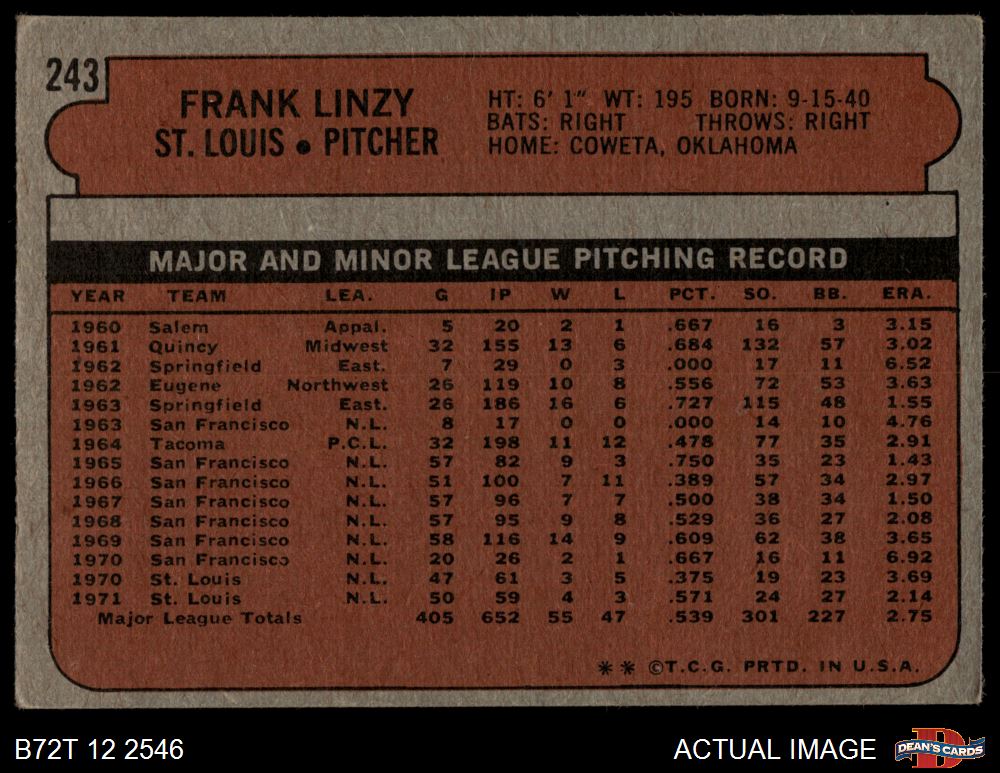 243
FRANK LINZY
ST. LOUIS • PITCHER
HT: 6' 1" WT: 195 BORN: 9-15-40
BATS: RIGHT THROWS: RIGHT
HOME: COWETA, OKLAHOMA
MAJOR AND MINOR LEAGUE PITCHING RECORD
YEAR TEAM LEA. G IP W L PCT. SO. BB. ERA.
1960 Salem Appal. 5 20 2 1 .667 16 3 3.15
1961 Quincy Midwest 32 155 13 6 .684 132 57 3.02
1962 Springfield East. 7 29 0 3 .000 17 11 6.52
1962 Eugene Northwest 26 119 10 8 .556 72 53 3.63
1963 Springfield East. 26 186 16 6 .727 115 48 1.55
1963 San Francisco N.L. 8 17 0 0 .000 14 10 4.76
1964 Tacoma P.C.L. 32 198 11 12 .478 77 35 2.91
1965 San Francisco N.L. 57 82 9 3 .750 35 23 1.43
1966 San Francisco N.L. 51 100 7 11 .389 57 34 2.97
1967 San Francisco N.L. 57 96 7 7 .500 38 34 1.50
1968 San Francisco N.L. 57 95 9 8 .529 36 27 2.08
1969 San Francisco N.L. 58 116 14 9 .609 62 38 3.65
1970 San Francisco N.L. 20 26 2 1 .667 16 11 6.92
1970 St. Louis N.L. 47 61 3 5 .375 19 23 3.69
1971 St. Louis N.L. 50 59 4 3 .571 24 27 2.14
Major League Totals 405 652 55 47 .539 301 227 2.75
** ©T.C.G. PRTD. IN U.S.A.
B72T 12 2546
ACTUAL IMAGE
DEAN'S CARDS